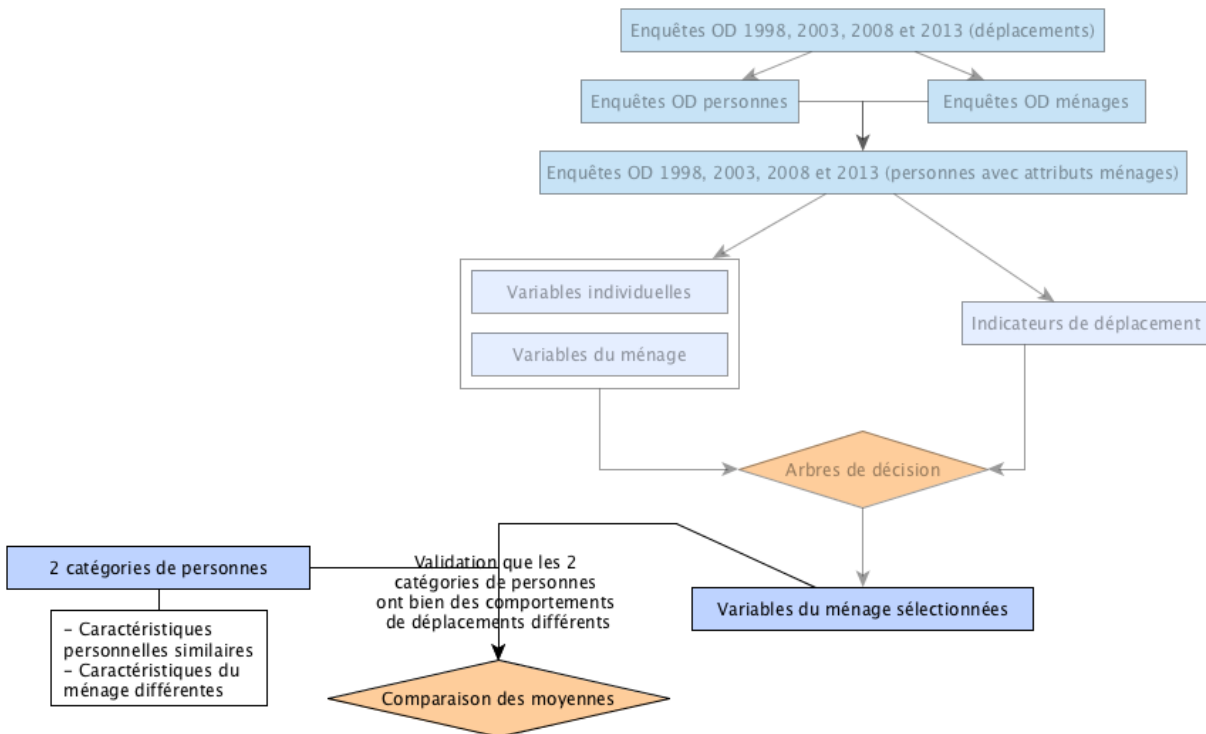 Enquêtes OD 1998, 2003, 2008 et 2013 (déplacements)
Enquêtes OD personnes
Enquêtes OD ménages
Enquêtes OD 1998, 2003, 2008 et 2013 (personnes avec attributs ménages)
Variables individuelles
Variables du ménage
Indicateurs de déplacement
Arbres de décision
2 catégories de personnes
– Caractéristiques
personnelles similaires
– Caractéristiques du
ménage différentes
Validation que les 2
catégories de personnes
ont bien des comportements
de déplacements différents
Variables du ménage sélectionnées
Comparaison des moyennes